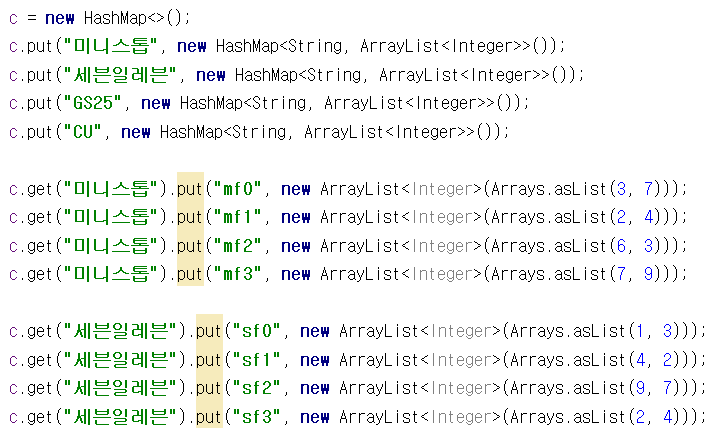 c = new HashMap<>();
c.put("미니스톱", new HashMap<String, ArrayList<Integer>>());
c.put("세븐일레븐", new HashMap<String, ArrayList<Integer>>());
c.put("GS25", new HashMap<String, ArrayList<Integer>>());
c.put("CU", new HashMap<String, ArrayList<Integer>>());
c.get("미니스톱").put("mf0", new ArrayList<Integer>(Arrays.asList(3, 7)));
c.get("미니스톱").put("mf1", new ArrayList<Integer>(Arrays.asList(2, 4)));
c.get("미니스톱").put("mf2", new ArrayList<Integer>(Arrays.asList(6, 3)));
c.get("미니스톱").put("mf3", new ArrayList<Integer>(Arrays.asList(7, 9)));
c.get("세븐일레븐").put("sf0", new ArrayList<Integer>(Arrays.asList(1, 3)));
c.get("세븐일레븐").put("sf1", new ArrayList<Integer>(Arrays.asList(4, 2)));
c.get("세븐일레븐").put("sf2", new ArrayList<Integer>(Arrays.asList(9, 7)));
c.get("세븐일레븐").put("sf3", new ArrayList<Integer>(Arrays.asList(2, 4)));